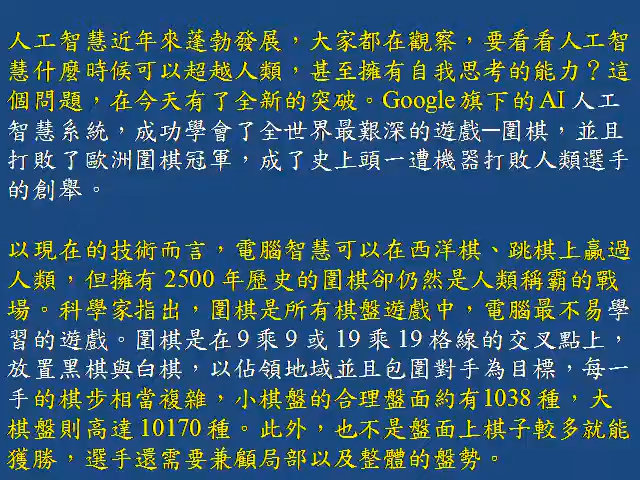 人工智慧近年來蓬勃發展，大家都在觀察，要看看人工智
慧什麼時候可以超越人類，甚至擁有自我思考的能力？這
個問題，在今天有了全新的突破。Google 旗下的 AI 人工
智慧系統，成功學會了全世界最艱深的遊戲─圍棋，並且
打敗了歐洲圍棋冠軍，成了史上頭一遭機器打敗人類選手
的創舉。
以現在的技術而言，電腦智慧可以在西洋棋、跳棋上贏過
人類，但擁有 2500 年歷史的圍棋卻仍然是人類稱霸的戰
場。科學家指出，圍棋是所有棋盤遊戲中，電腦最不易學
習的遊戲。圍棋是在 9 乘 9 或 19 乘 19 格線的交叉點上，
放置黑棋與白棋，以佔領地域並且包圍對手為目標，每一
手的棋步相當複雜，小棋盤的合理盤面約有1038 種，大
棋盤則高達 10170 種。此外，也不是盤面上棋子較多就能
獲勝，選手還需要兼顧局部以及整體的盤勢。